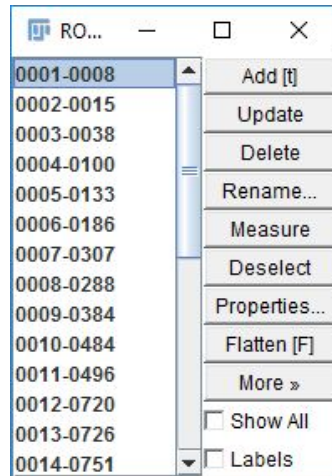 RO...
0001-0008
0002-0015
0003-0038
0004-0100
0005-0133
0006-0186
0007-0307
0008-0288
0009-0384
0010-0484
0011-0496
0012-0720
0013-0726
0014-0751
Add [t]
Update
Delete
Rename...
Measure
Deselect
Properties...
Flatten [F]
More »
Show All
Labels